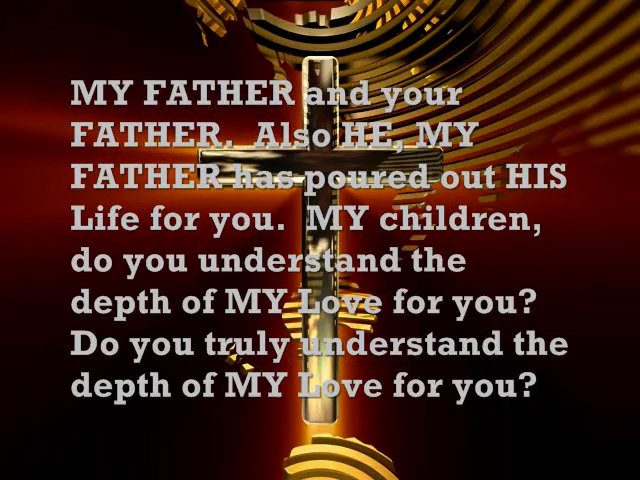 MY FATHER and your
FATHER.  Also HE, MY
FATHER has poured out HIS
Life for you.  MY children,
do you understand the
depth of MY Love for you?
Do you truly understand the
depth of MY Love for you?